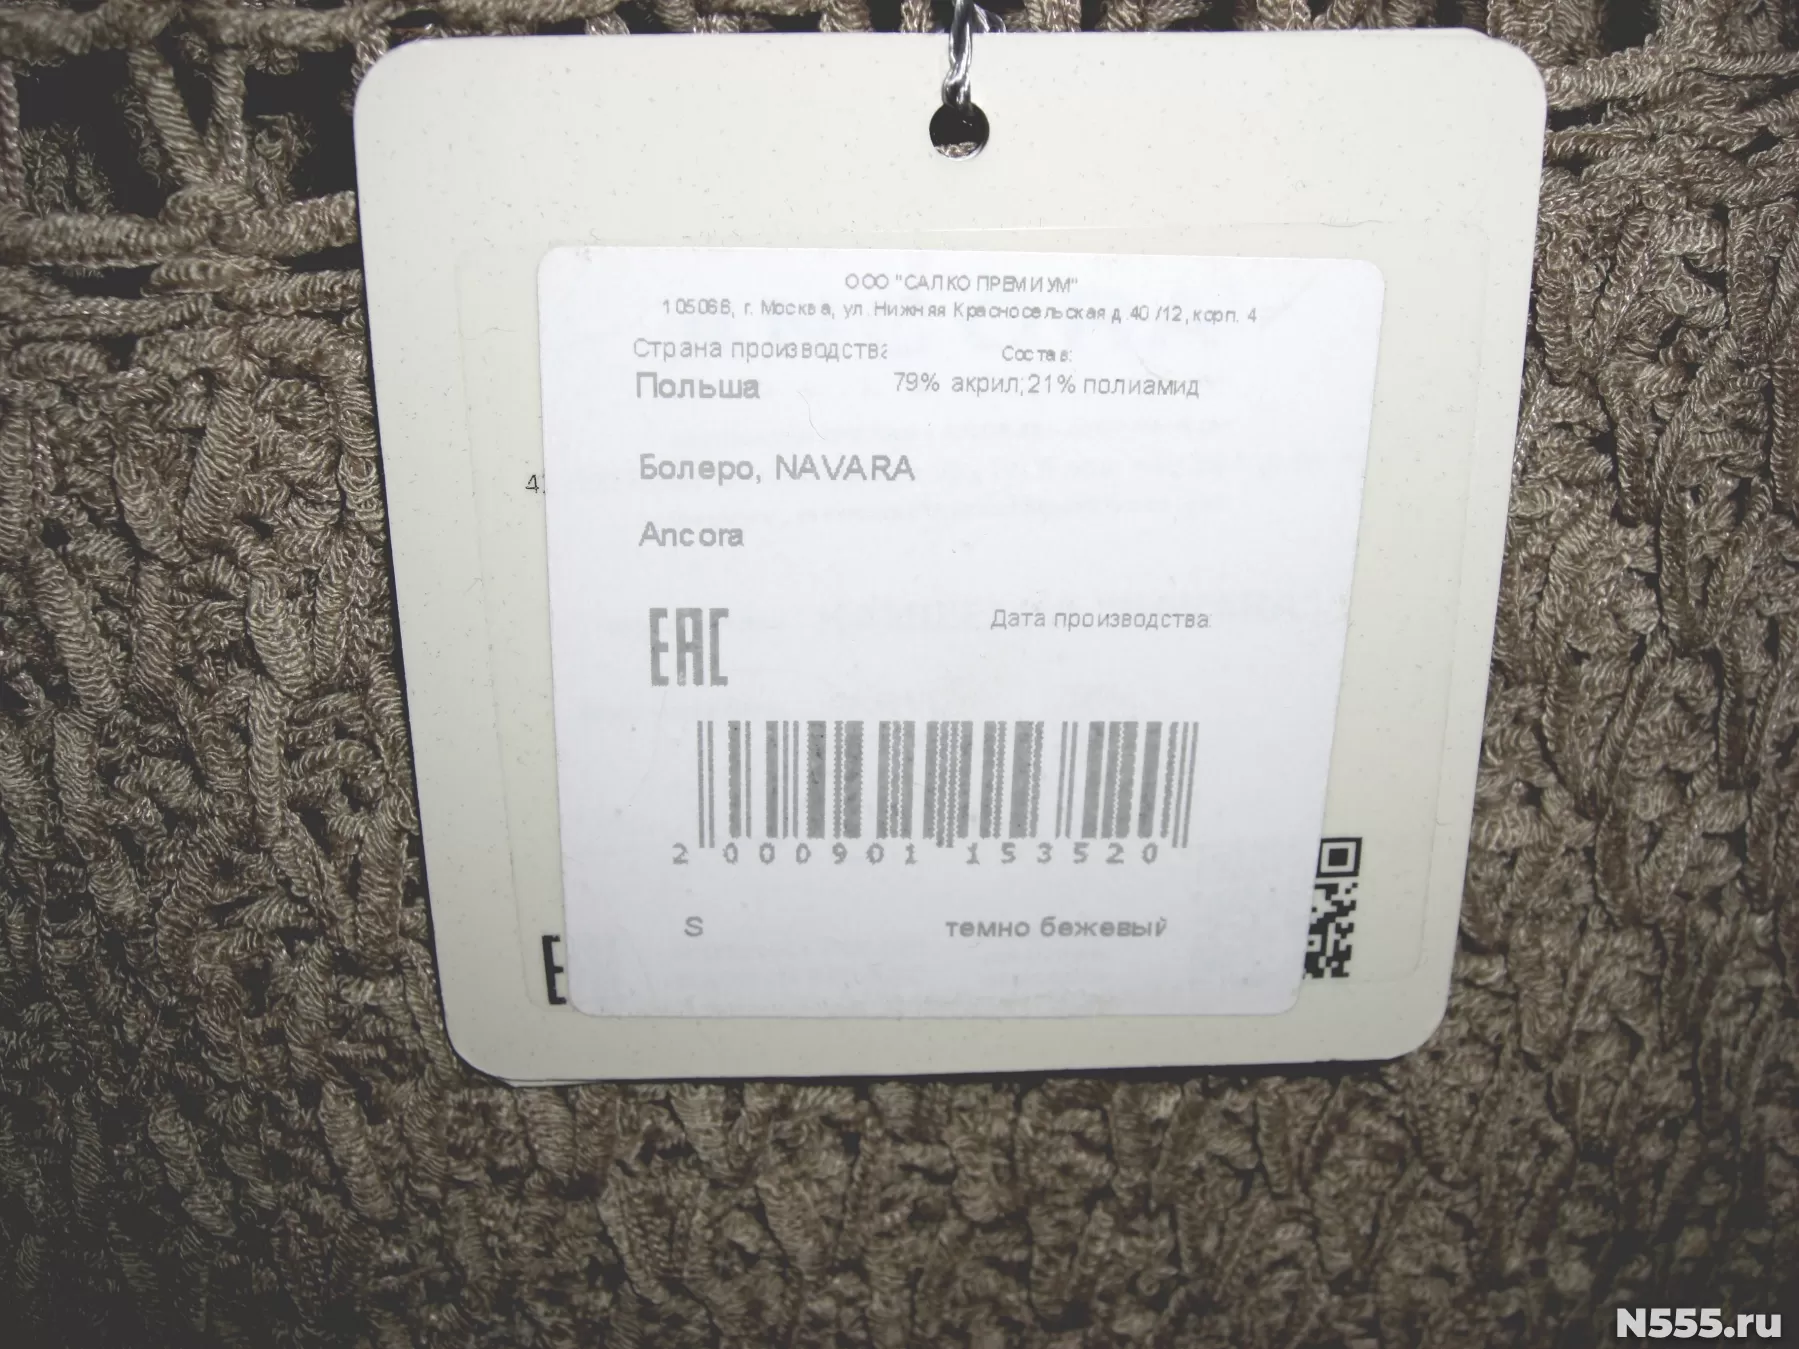 ООО "САЛКО ПРЕМИУМ"
105066, г. Москва, ул. Нижняя Красносельская д.40 /12, корп. 4
Страна производства Состав:
Польша 79% акрил;21% полиамид
Болеро, NAVARA
4
Ancora
EAC Дата производства:
2 000901 153520
S темно бежевый
E
N555.ru